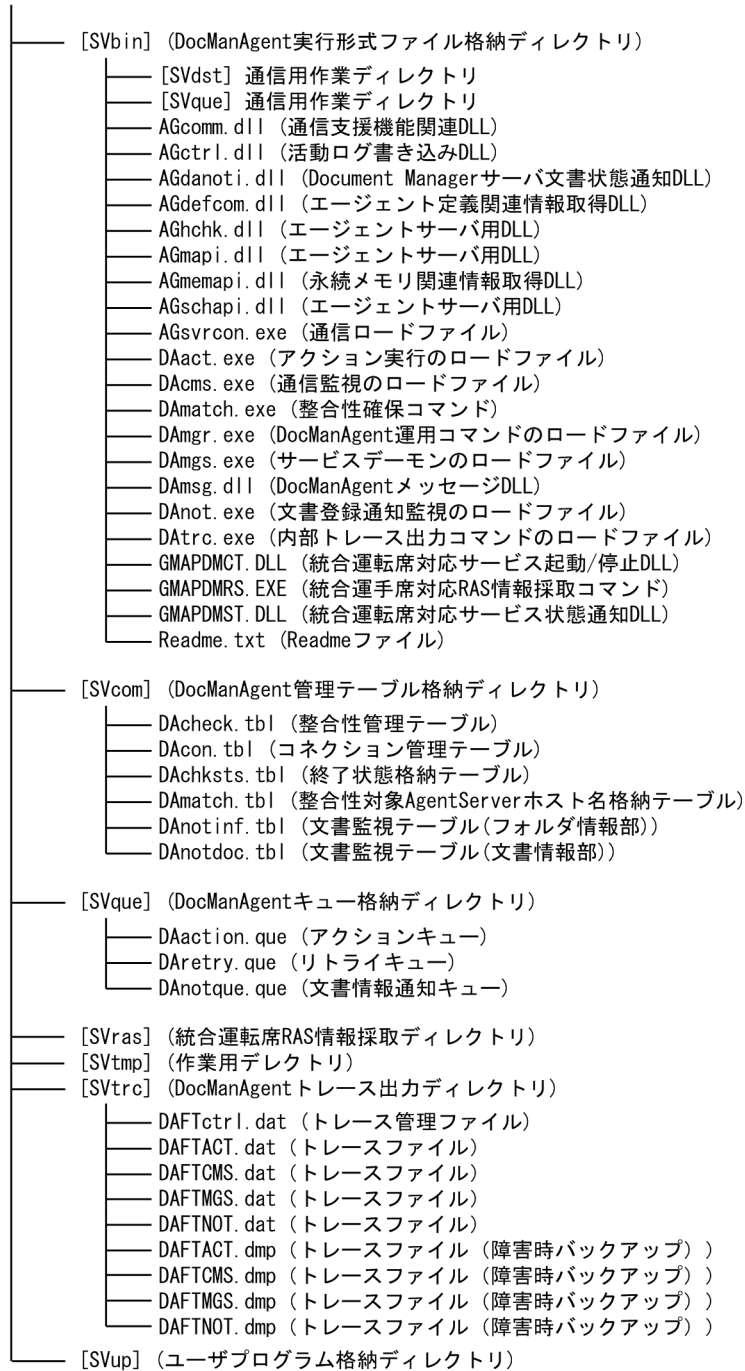 [SVbin] (DocManAgent実行形式ファイル格納ディレクトリ)
[SVdst] 通信用作業ディレクトリ
[SVque] 通信用作業ディレクトリ
AGcomm.dll (通信支援機能関連DLL)
AGctrl.dll (活動ログ書き込みDLL)
AGdanoti.dll (Document Managerサーバ文書状態通知DLL)
AGdefcom.dll (エージェント定義関連情報取得DLL)
AGhchk.dll (エージェントサーバ用DLL)
AGmapi.dll (エージェントサーバ用DLL)
AGmemapi.dll (永続メモリ関連情報取得DLL)
AGschapi.dll (エージェントサーバ用DLL)
AGsvrcon.exe (通信ロードファイル)
DAact.exe (アクション実行のロードファイル)
DAcms.exe (通信監視のロードファイル)
DAmatch.exe (整合性確保コマンド)
DAmgr.exe (DocManAgent運用コマンドのロードファイル)
DAmgs.exe (サービスデーモンのロードファイル)
DAmsg.dll (DocManAgentメッセージDLL)
DAnot.exe (文書登録通知監視のロードファイル)
DAtrc.exe (内部トレース出力コマンドのロードファイル)
GMAPDMCT.DLL (統合運転席対応サービス起動/停止DLL)
GMAPDMRS.EXE (統合運手席対応RAS情報採取コマンド)
GMAPDMST.DLL (統合運転席対応サービス状態通知DLL)
Readme.txt (Readmeファイル)
[SVcom] (DocManAgent管理テーブル格納ディレクトリ)
DAcheck.tbl (整合性管理テーブル)
DAcon.tbl (コネクション管理テーブル)
DAchksts.tbl (終了状態格納テーブル)
DAmatch.tbl (整合性対象AgentServerホスト名格納テーブル)
DAnotinf.tbl (文書監視テーブル(フォルダ情報部))
DAnotdoc.tbl (文書監視テーブル(文書情報部))
[SVque] (DocManAgentキュー格納ディレクトリ)
DAaction.que (アクションキュー)
DAretry.que (リトライキュー)
DAnotque.que (文書情報通知キュー)
[SVras] (統合運転席RAS情報採取ディレクトリ)
[SVtmp] (作業用デレクトリ)
[SVtrc] (DocManAgentトレース出力ディレクトリ)
DAFTctrl.dat (トレース管理ファイル)
DAFTACT.dat (トレースファイル)
DAFTCMS.dat (トレースファイル)
DAFTMGS.dat (トレースファイル)
DAFTNOT.dat (トレースファイル)
DAFTACT.dmp (トレースファイル (障害時バックアップ))
DAFTCMS.dmp (トレースファイル (障害時バックアップ))
DAFTMGS.dmp (トレースファイル (障害時バックアップ))
DAFTNOT.dmp (トレースファイル (障害時バックアップ))
[SVup] (ユーザプログラム格納ディレクトリ)